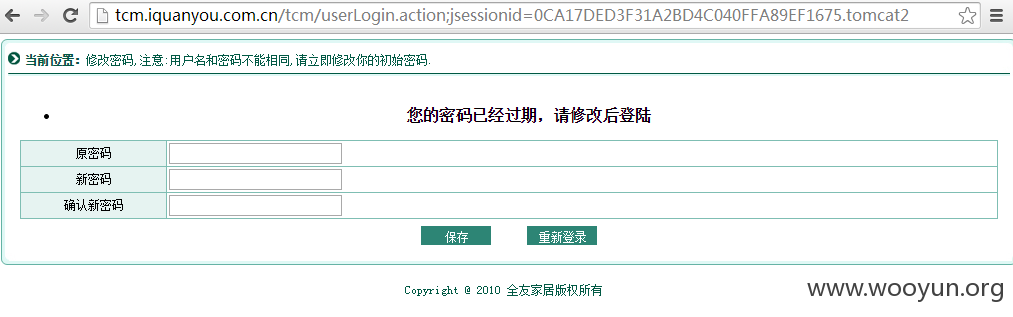 tcm.iquanyou.com.cn/tcm/userLogin.action;jsessionid=0CA17DED3F31A2BD4C040FFA89EF1675.tomcat2
当前位置：修改密码,注意:用户名和密码不能相同,请立即修改你的初始密码.
您的密码已经过期，请修改后登陆
原密码
新密码
确认新密码
保存 重新登录
Copyright @ 2010 全友家居版权所有
www.wooyun.org